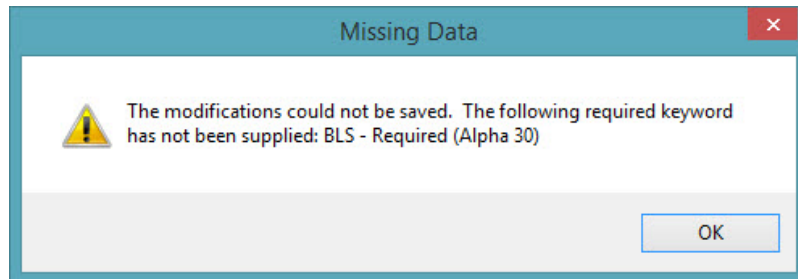 Missing Data
The modifications could not be saved.  The following required keyword
has not been supplied: BLS - Required (Alpha 30)
OK